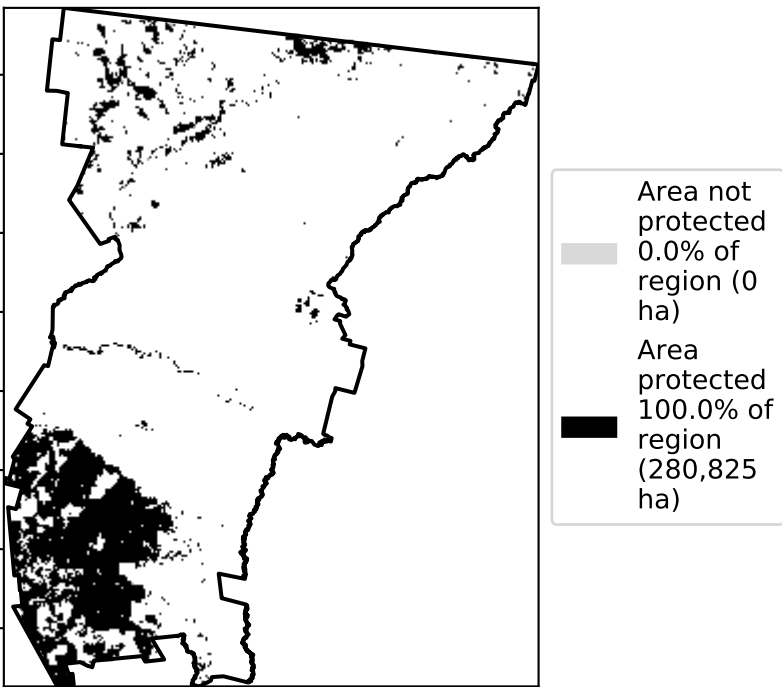 Area not
protected
0.0% of
region (0
ha)
Area
protected
100.0% of
region
(280,825
ha)